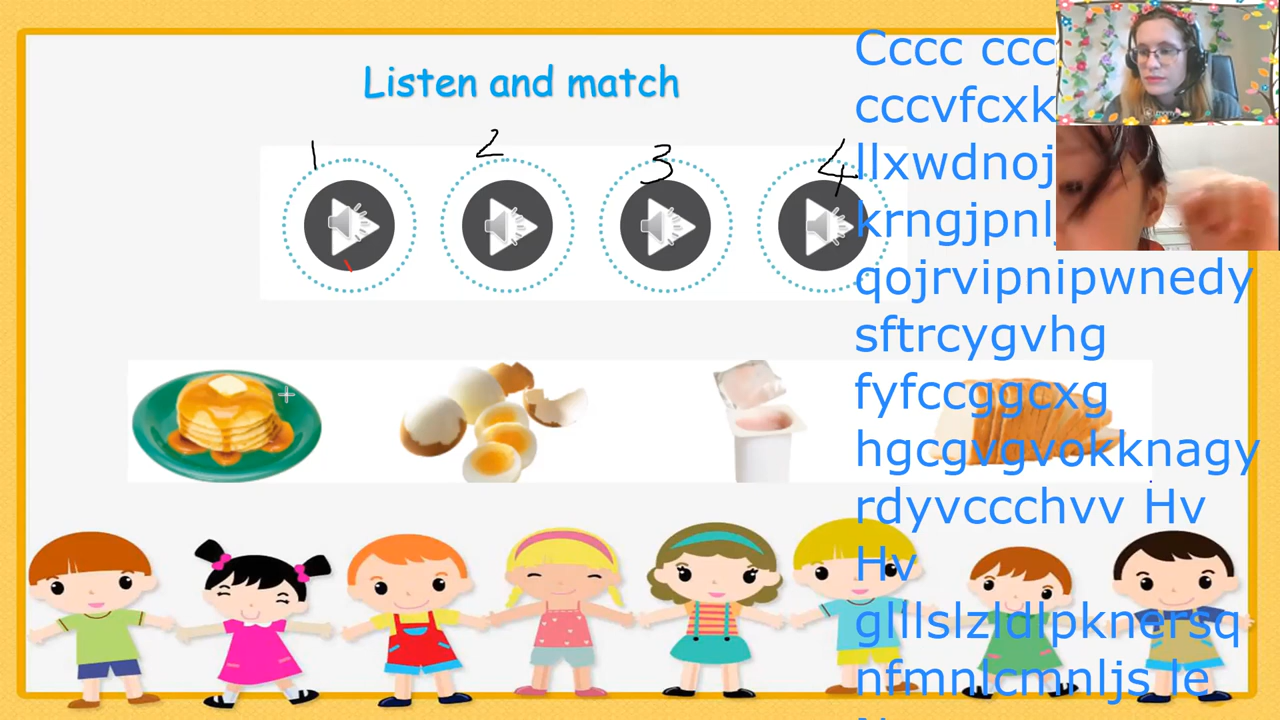 Listen and match
1 2 3 4
Cccc ccc
cccvfcxk
llxwdnoj
krngjpnl
qojrvipnipwnedy
sftrcygvhg
fyfccggcxg
hgcgvgvokknagy
rdyvccchvv Hv
Hv
glllslzldlpknersq
nfmnlcmnljs le